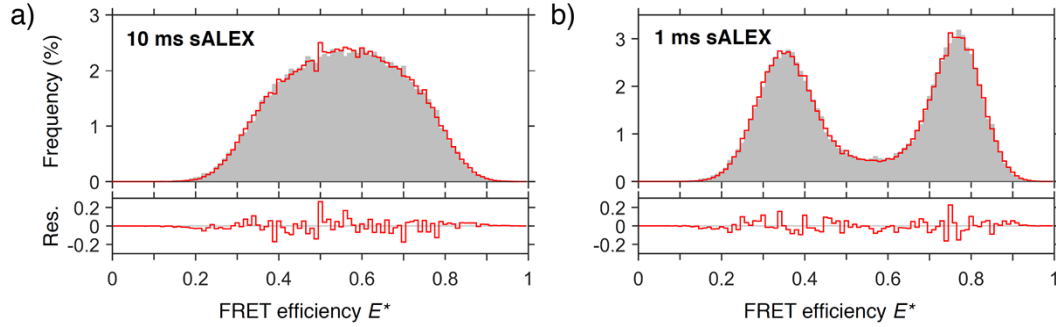 a)
10 ms sALEX
Frequency (%)
3
2
1
0
Res.
0.2
0
-0.2
0 0.2 0.4 0.6 0.8 1
FRET efficiency E*
b)
1 ms sALEX
3
2
1
0
0.2
0
-0.2
0 0.2 0.4 0.6 0.8 1
FRET efficiency E*